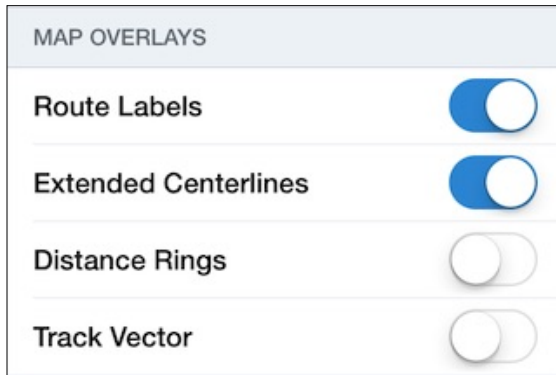 MAP OVERLAYS
Route Labels
Extended Centerlines
Distance Rings
Track Vector